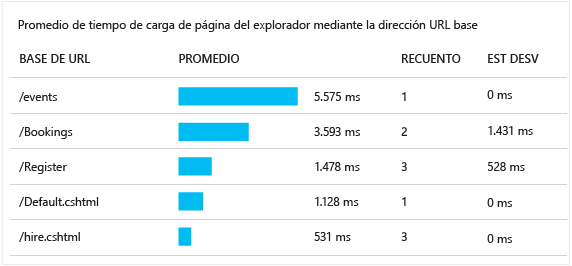 Promedio de tiempo de carga de página del explorador mediante la dirección URL base
BASE DE URL PROMEDIO RECUENTO EST DESV
/events 5.575 ms 1 0 ms
/Bookings 3.593 ms 2 1.431 ms
/Register 1.478 ms 3 528 ms
/Default.cshtml 1.128 ms 1 0 ms
/hire.cshtml 531 ms 3 0 ms